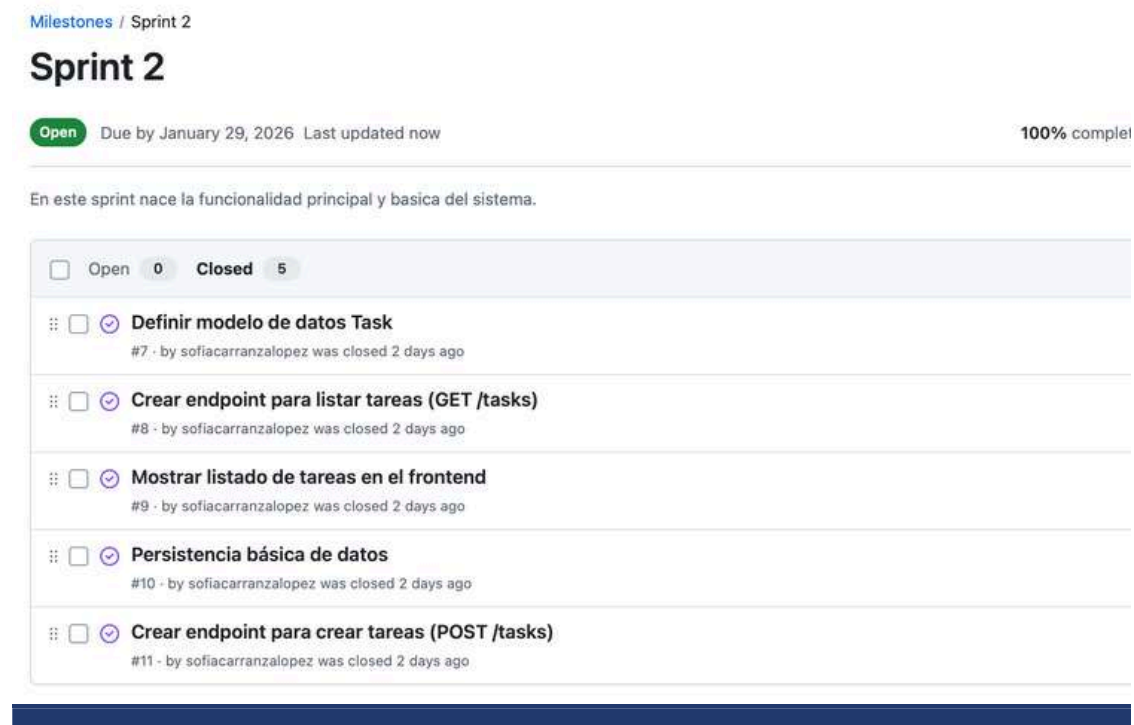 Milestones / Sprint 2
Sprint 2
Open Due by January 29, 2026 Last updated now 100% complet
En este sprint nace la funcionalidad principal y basica del sistema.
Open 0 Closed 5
Definir modelo de datos Task
#7 · by sofiacarranzalopez was closed 2 days ago
Crear endpoint para listar tareas (GET /tasks)
#8 · by sofiacarranzalopez was closed 2 days ago
Mostrar listado de tareas en el frontend
#9 · by sofiacarranzalopez was closed 2 days ago
Persistencia básica de datos
#10 · by sofiacarranzalopez was closed 2 days ago
Crear endpoint para crear tareas (POST /tasks)
#11 · by sofiacarranzalopez was closed 2 days ago